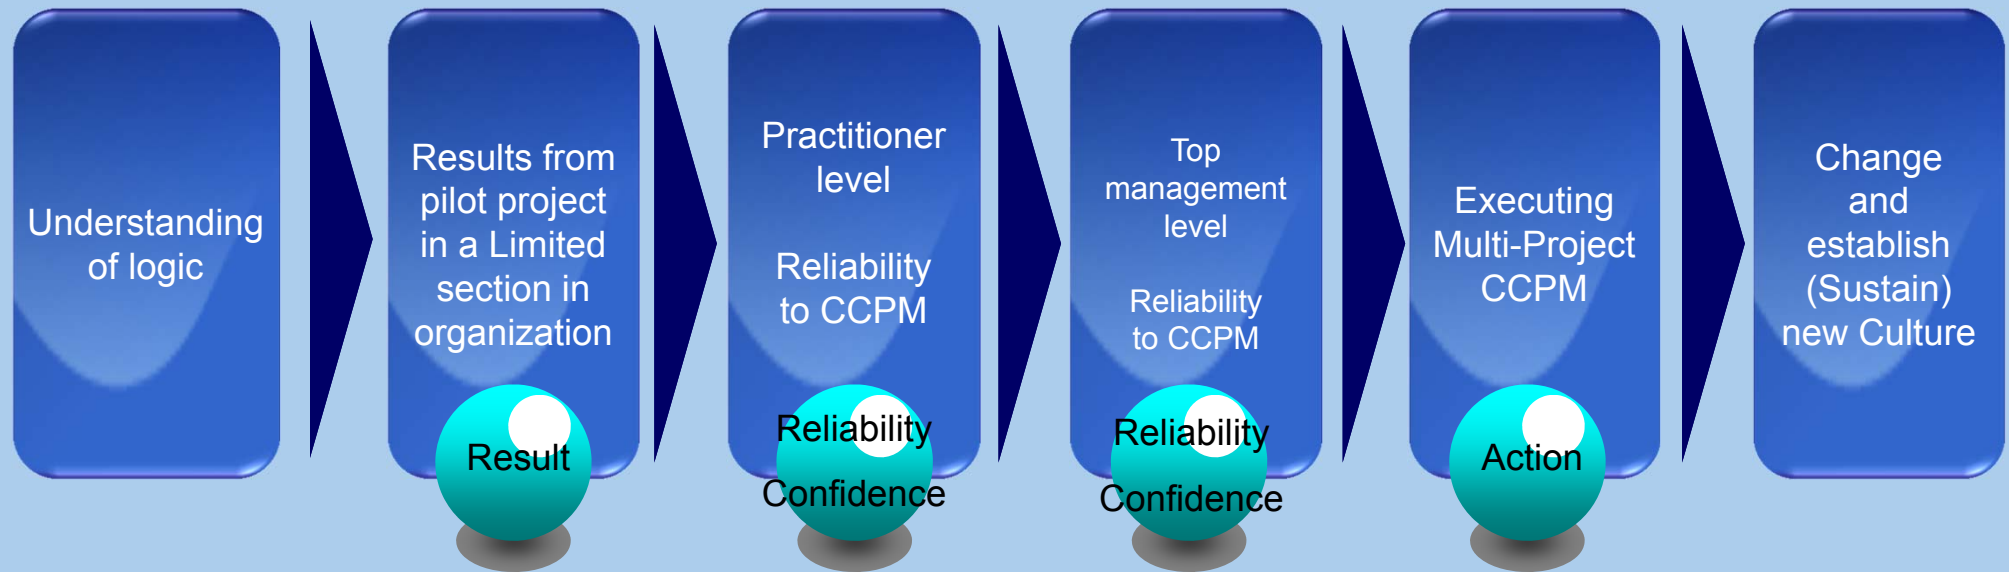 Understanding
of logic
Results from
pilot project
in a Limited
section in
organization
Result
Practitioner
level
Reliability
to CCPM
Reliability
Confidence
Top
management
level
Reliability
to CCPM
Reliability
Confidence
Executing
Multi-Project
CCPM
Action
Change
and
establish
(Sustain)
new Culture